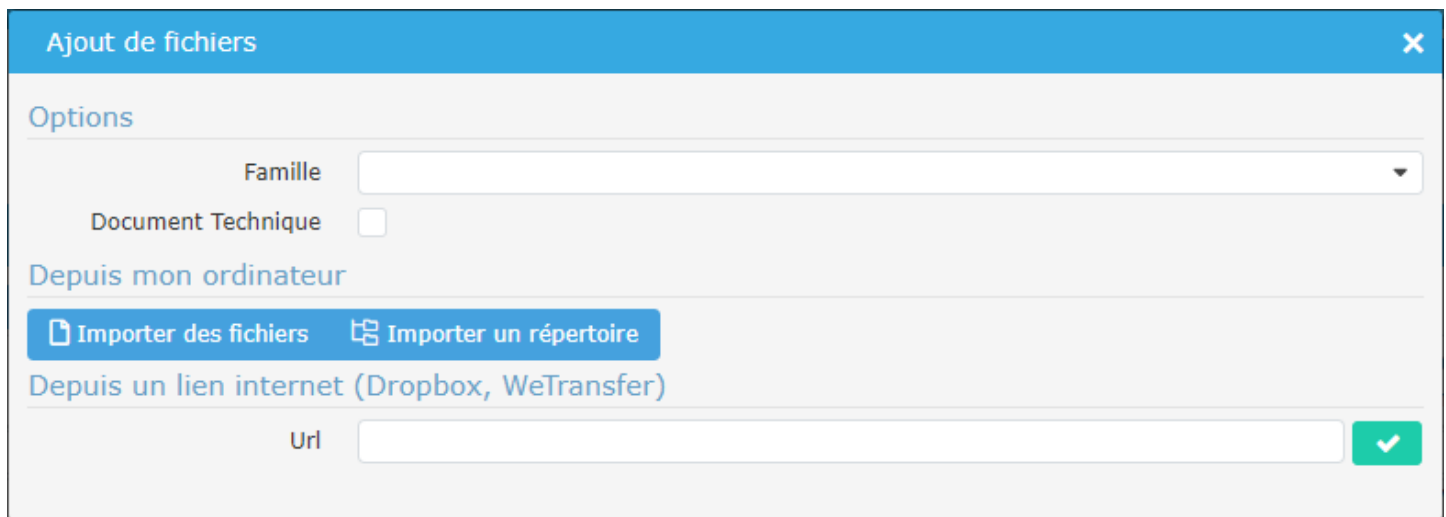 Ajout de fichiers
Options
Famille
Document Technique
Depuis mon ordinateur
Importer des fichiers Importer un répertoire
Depuis un lien internet (Dropbox, WeTransfer)
Url